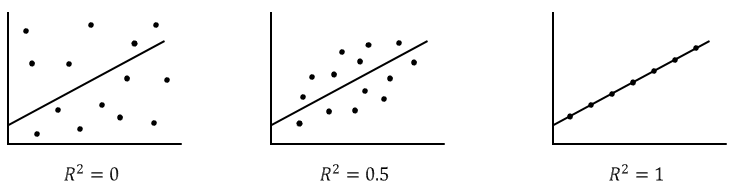 R² = 0
R² = 0.5
R² = 1